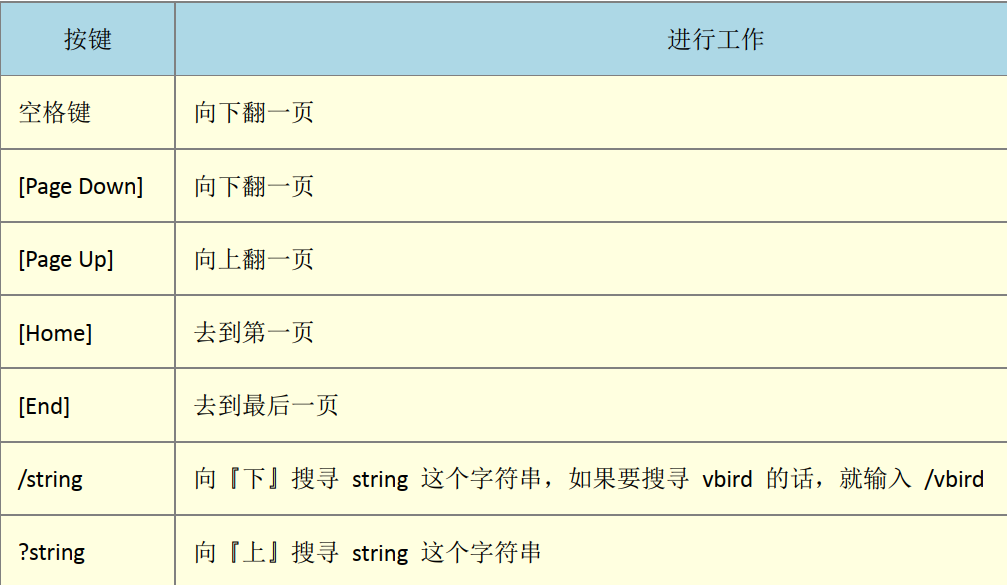 按键 进行工作
空格键 向下翻一页
[Page Down] 向下翻一页
[Page Up] 向上翻一页
[Home] 去到第一页
[End] 去到最后一页
/string 向『下』搜寻 string 这个字符串，如果要搜寻 vbird 的话，就输入 /vbird
?string 向『上』搜寻 string 这个字符串